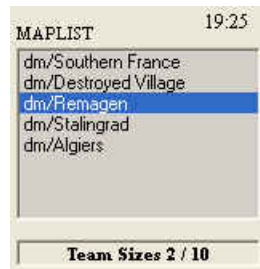 19:25
MAPLIST
dm/Southern France
dm/Destroyed Village
dm/Remagen
dm/Stalingrad
dm/Algiers
Team Sizes 2 / 10